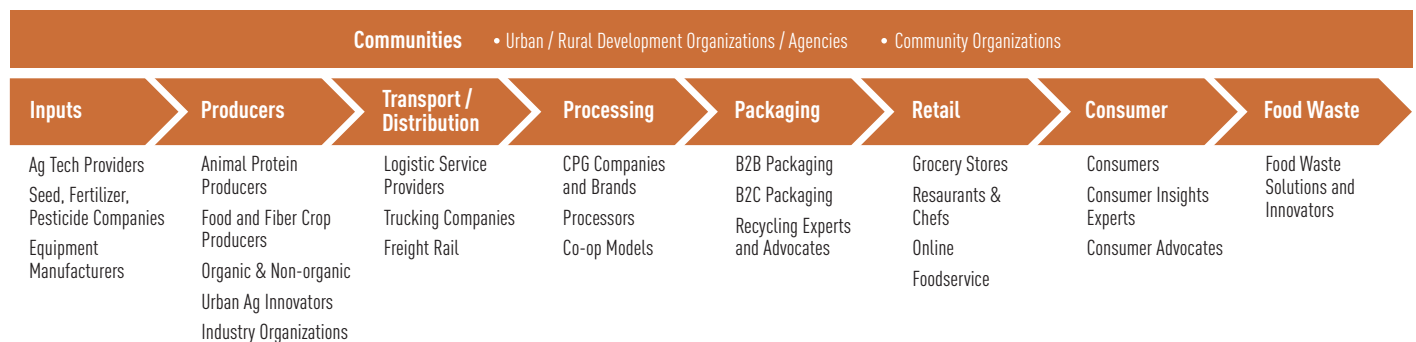 Communities • Urban / Rural Development Organizations / Agencies • Community Organizations
Inputs
Ag Tech Providers
Seed, Fertilizer,
Pesticide Companies
Equipment
Manufacturers
Producers
Animal Protein
Producers
Food and Fiber Crop
Producers
Organic & Non-organic
Urban Ag Innovators
Industry Organizations
Transport /
Distribution
Logistic Service
Providers
Trucking Companies
Freight Rail
Processing
CPG Companies
and Brands
Processors
Co-op Models
Packaging
B2B Packaging
B2C Packaging
Recycling Experts
and Advocates
Retail
Grocery Stores
Resaurants &
Chefs
Online
Foodservice
Consumer
Consumers
Consumer Insights
Experts
Consumer Advocates
Food Waste
Food Waste
Solutions and
Innovators